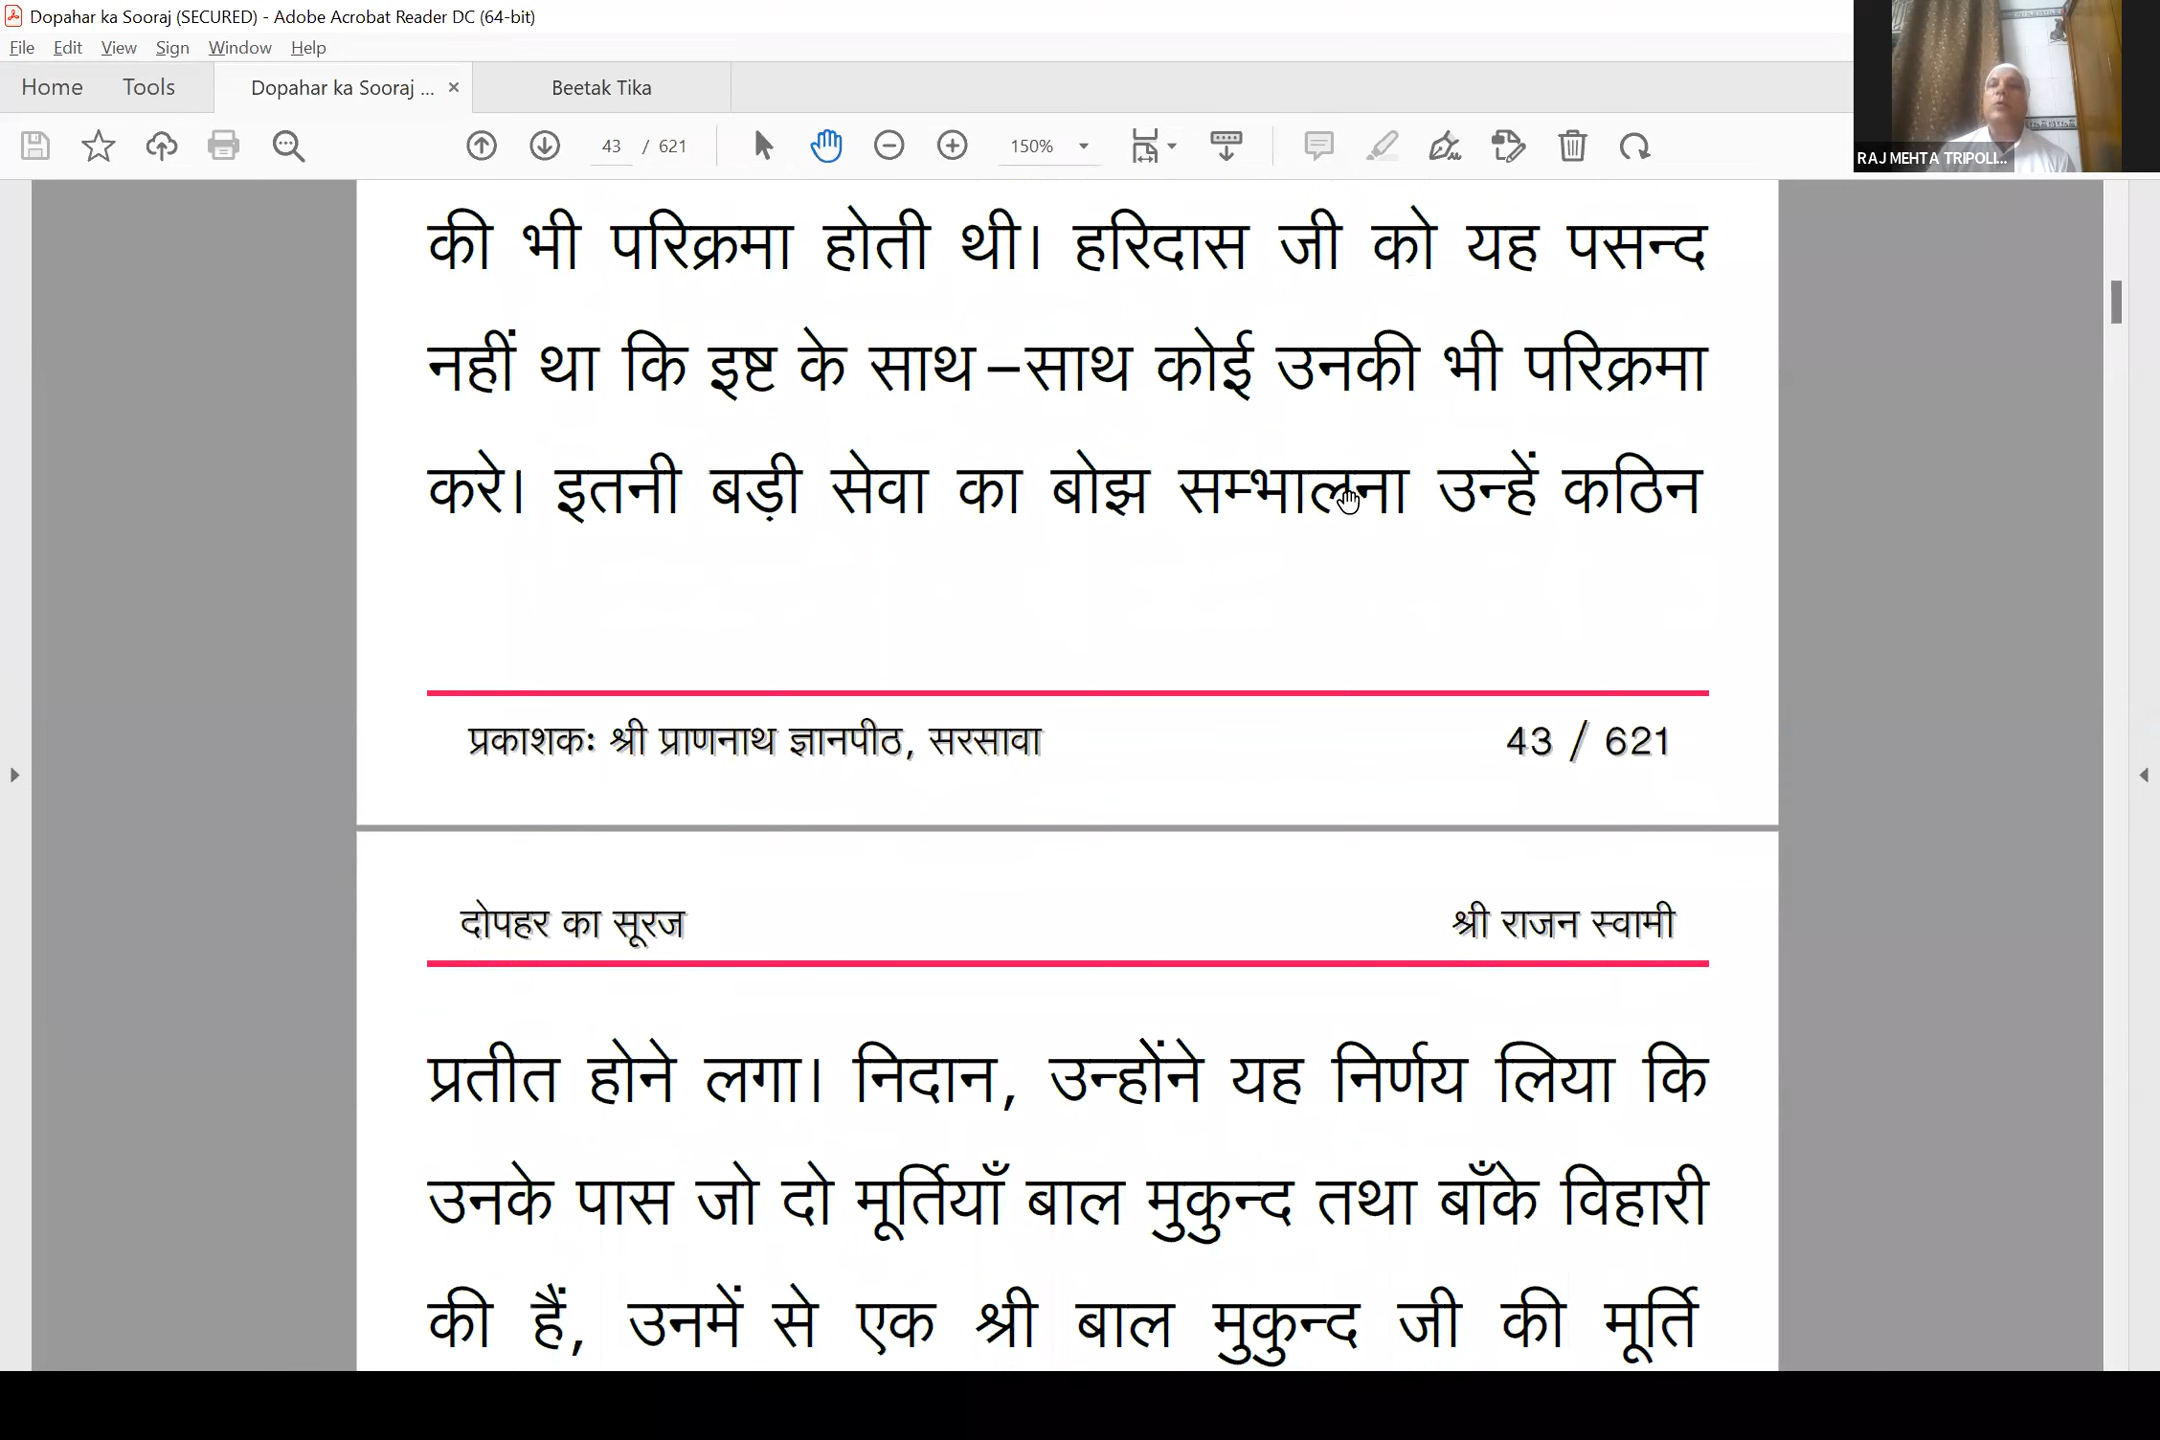 Dopahar ka Sooraj (SECURED) - Adobe Acrobat Reader DC (64-bit)
File Edit View Sign Window Help
Home Tools Dopahar ka Sooraj ... × Beetak Tika
43 / 621 150%
RAJ MEHTA TRIPOLI...
की भी परिक्रमा होती थी। हरिदास जी को यह पसन्द
नहीं था कि इष्ट के साथ-साथ कोई उनकी भी परिक्रमा
करे। इतनी बड़ी सेवा का बोझ सम्भालना उन्हें कठिन
प्रकाशकः श्री प्राणनाथ ज्ञानपीठ, सरसावा 43 / 621
दोपहर का सूरज श्री राजन स्वामी
प्रतीत होने लगा। निदान, उन्होंने यह निर्णय लिया कि
उनके पास जो दो मूर्तियाँ बाल मुकुन्द तथा बाँके विहारी
की हैं, उनमें से एक श्री बाल मुकुन्द जी की मूर्ति